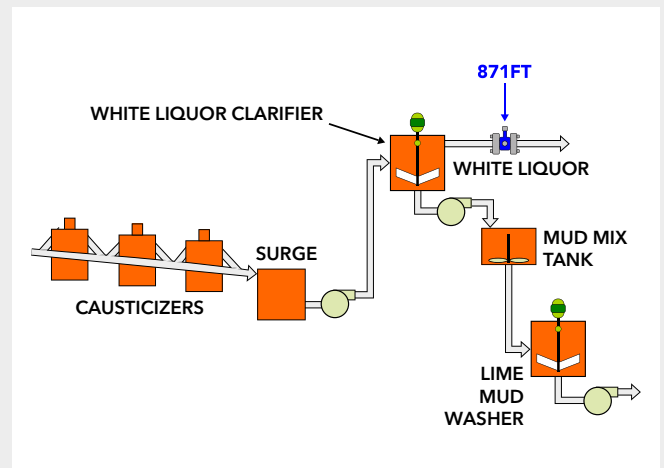 871FT
WHITE LIQUOR CLARIFIER
WHITE LIQUOR
MUD MIX
TANK
SURGE
CAUSTICIZERS
LIME
MUD
WASHER